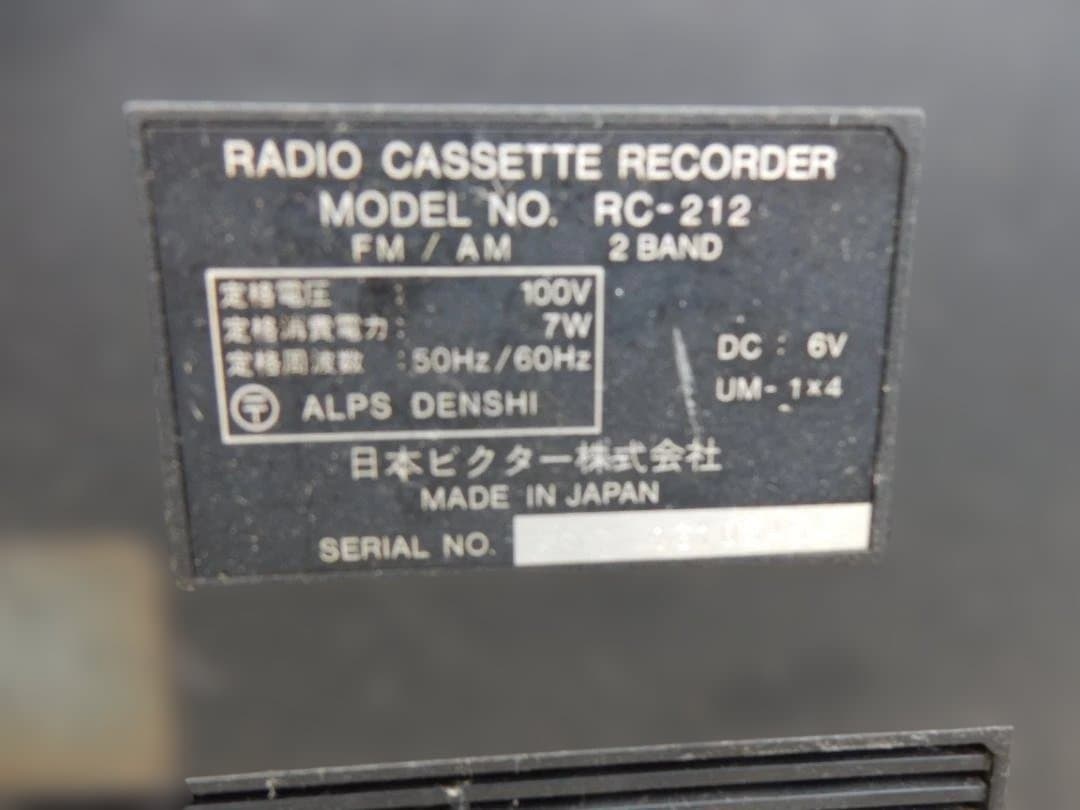 RADIO CASSETTE RECORDER
MODEL NO. RC-212
FM / AM 2 BAND
定格電圧 : 100V
定格消費電力: 7W
定格周波数 : 50Hz/60Hz
〒 ALPS DENSHI
DC : 6V
UM-1×4
日本ビクター株式会社
MADE IN JAPAN
SERIAL NO.